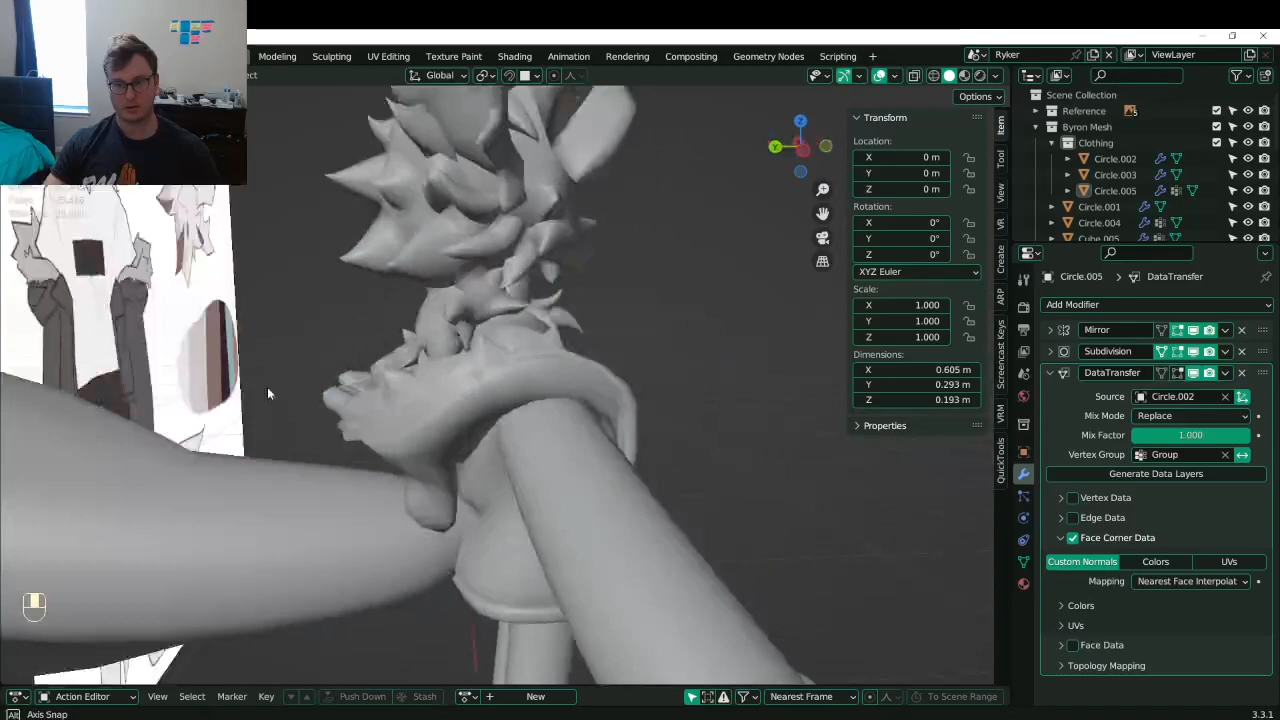 Modeling Sculpting UV Editing Texture Paint Shading Animation Rendering Compositing Geometry Nodes Scripting +
Ryker
ViewLayer
ect
Global
Options
Scene Collection
Reference
5
Byron Mesh
Clothing
Circle.002
Circle.003
Circle.005
Circle.001
Circle.004
Cube.005
Transform
Location:
X 0 m
Y 0 m
Z 0 m
Rotation:
X 0°
Y 0°
Z 0°
XYZ Euler
Scale:
X 1.000
Y 1.000
Z 1.000
Dimensions:
X 0.605 m
Y 0.293 m
Z 0.193 m
Properties
Item
Tool
View
VR
Create
ARP
Screencast Keys
VRM
QuickTools
Z
Y
Circle.005 DataTransfer
Add Modifier
Mirror
Subdivision
DataTransfer
Source Circle.002
Mix Mode Replace
Mix Factor 1.000
Vertex Group Group
Generate Data Layers
Vertex Data
Edge Data
Face Corner Data
Custom Normals Colors UVs
Mapping Nearest Face Interpolat
Colors
UVs
Face Data
Topology Mapping
Action Editor View Select Marker Key Push Down Stash New Nearest Frame To Scene Range
Alt Axis Snap
3.3.1